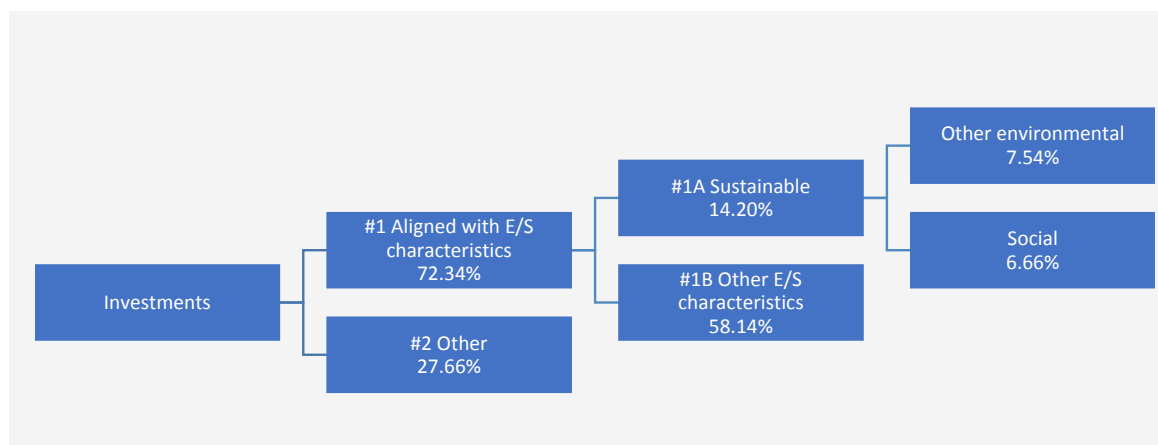 Investments
#1 Aligned with E/S
characteristics
72.34%
#2 Other
27.66%
#1A Sustainable
14.20%
#1B Other E/S
characteristics
58.14%
Other environmental
7.54%
Social
6.66%